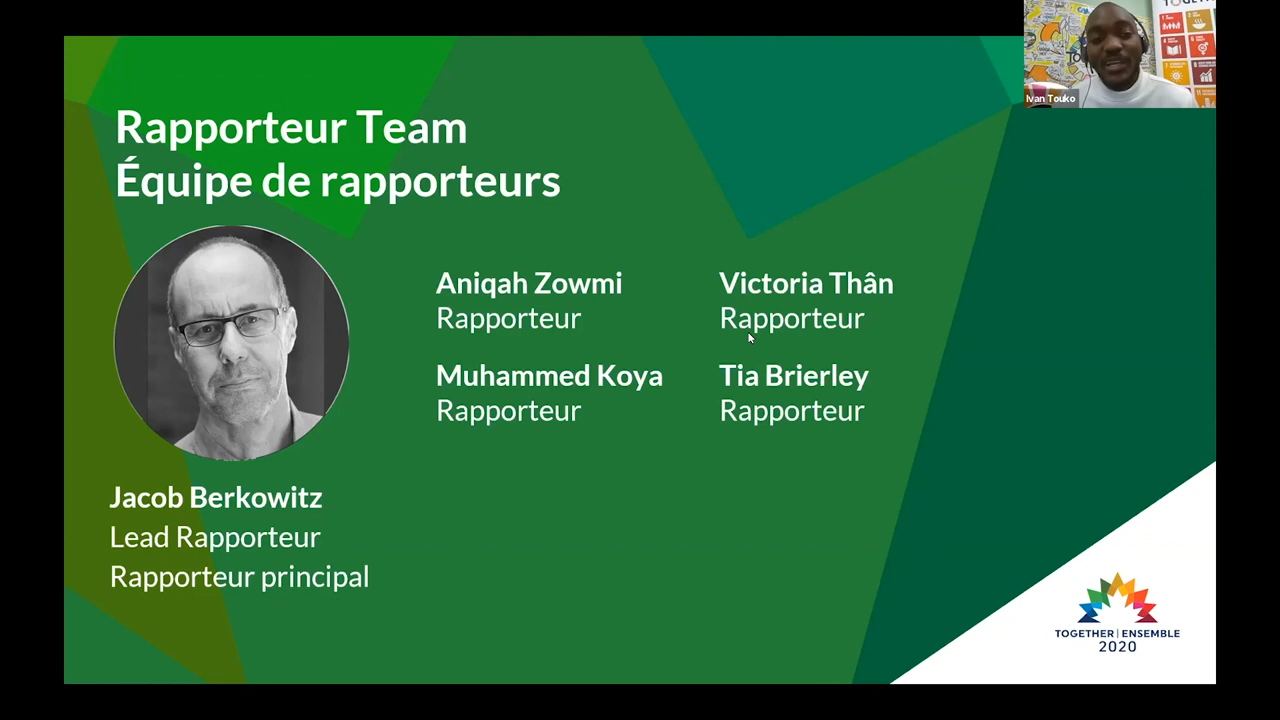 Rapporteur Team
Équipe de rapporteurs
Aniqah Zowmi
Rapporteur
Victoria Thân
Rapporteur
Muhammed Koya
Rapporteur
Tia Brierley
Rapporteur
Jacob Berkowitz
Lead Rapporteur
Rapporteur principal
TOGETHER | ENSEMBLE
2020
Ivan Touko